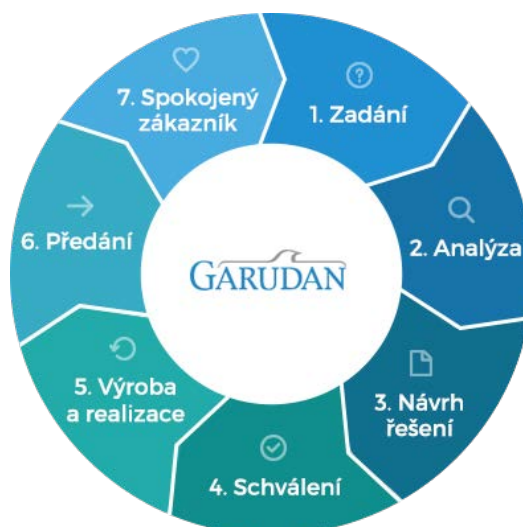 1. Zadání
2. Analýza
3. Návrh
řešení
4. Schválení
5. Výroba
a realizace
6. Předání
7. Spokojený
zákazník
GARUDAN